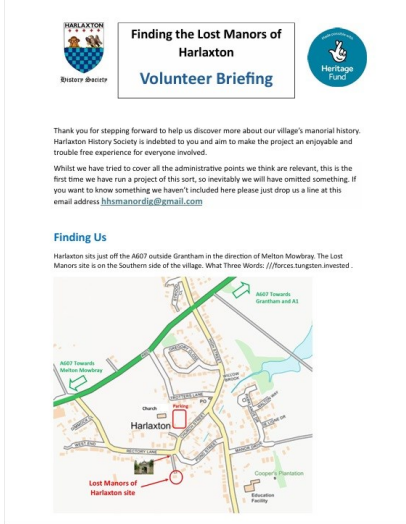 HARLAXTON
History Society
Finding the Lost Manors of
Harlaxton
Volunteer Briefing
Heritage
Fund
Thank you for stepping forward to help us discover more about our village's manorial history.
Harlaxton History Society is indebted to you and aim to make the project an enjoyable and
trouble free experience for everyone involved.
Whilst we have tried to cover all the administrative points we think are relevant, this is the
first time we have run a project of this sort, so inevitably we will have omitted something. If
you want to know something we haven't included here please just drop us a line at this
email address hhsmanordig@gmail.com
Finding Us
Harlaxton sits just off the A607 outside Grantham in the direction of Melton Mowbray. The Lost
Manors site is on the Southern side of the village. What Three Words: ///forces.tungsten.invested .
A607 Towards
Grantham and A1
A607 Towards
Melton Mowbray
Church
Parking
PO
Harlaxton
WEST END
RECTORY LANE
MANOR DRIVE
Lost Manors of
Harlaxton site
Cooper's Plantation
Education
Facility